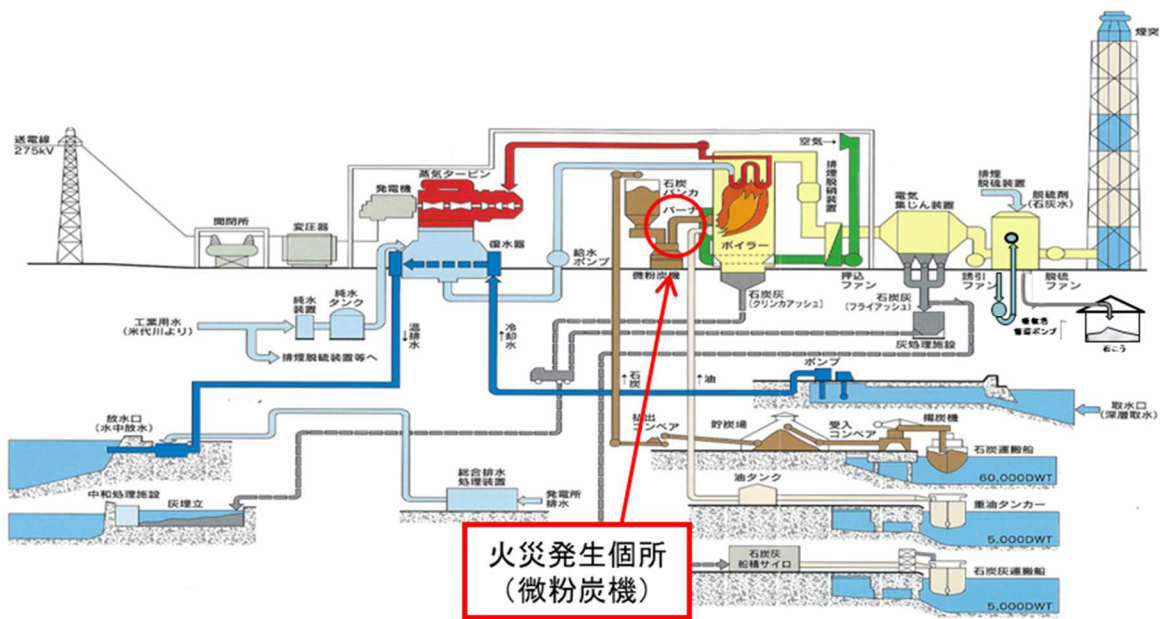 煙突
送電線
275kV
空気→
排煙脱硝装置
蒸気タービン
発電機
石炭
バンカ
バーナ
電気
集じん装置
排煙
脱硫装置
脱硫剤
(石灰水)
開閉所
変圧器
復水器
給水
ポンプ
ボイラー
微粉炭機
押込
ファン
誘引
ファン
脱硫
ファン
石炭灰
(クリンカアッシュ)
石炭灰
(フライアッシュ)
純水
装置
純水
タンク
工業用水
(米代川より)
↓温排水
↑冷却水
灰処理施設
石こう
排煙脱硫装置等へ
ポンプ
↑石炭
↑油
取水口
(深層取水)
放水口
(水中放水)
払出
コンベア
貯炭場
受入
コンベア
揚炭機
石炭運搬船
60,000DWT
総合排水
処理装置
発電所
排水
油タンク
中和処理施設
灰埋立
重油タンカー
5,000DWT
火災発生個所
(微粉炭機)
石炭灰
船積サイロ
石炭灰運搬船
5,000DWT